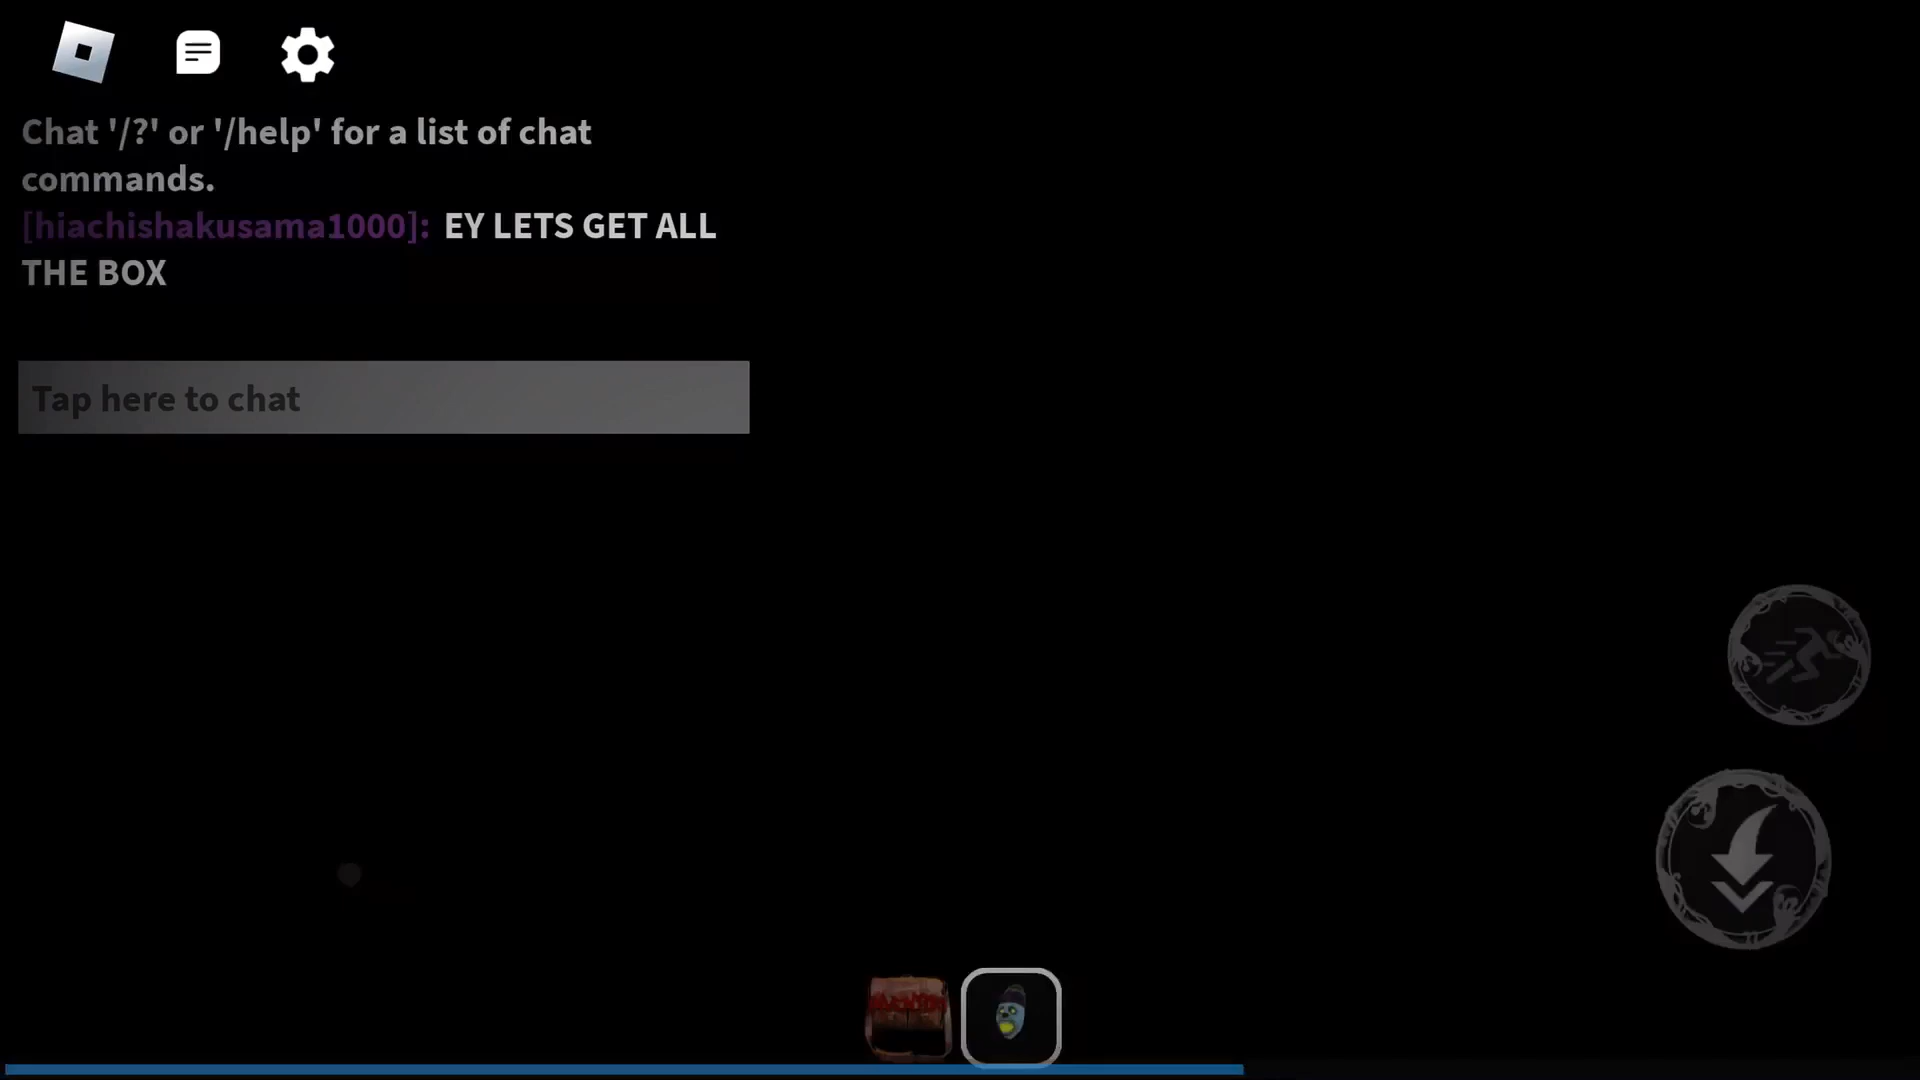 Chat '/?' or '/help' for a list of chat
commands.
[hiachishakusama1000]: EY LETS GET ALL
THE BOX
Tap here to chat